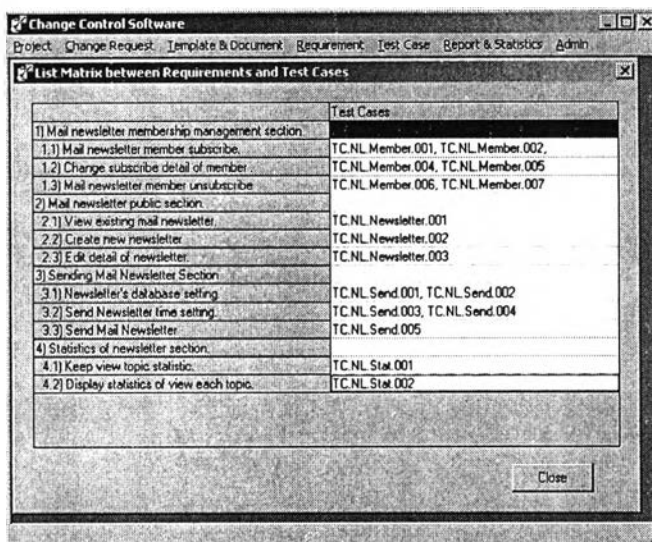 Change Control Software
Project Change Request Template & Document Requirement Test Case Report & Statistics Admin
List Matrix between Requirements and Test Cases
Test Cases
1) Mail newsletter membership management section
1.1) Mail newsletter member subscribe. TC.NL.Member.001, TC.NL.Member.002,
1.2) Change subscribe detail of member. TC.NL.Member.004, TC.NL.Member.005
1.3) Mail newsletter member unsubscribe TC.NL.Member.006, TC.NL.Member.007
2) Mail newsletter public section.
2.1) View existing mail newsletter. TC.NL.Newsletter.001
2.2) Create new newsletter TC.NL.Newsletter.002
2.3) Edit detail of newsletter. TC.NL.Newsletter.003
3) Sending Mail Newsletter Section
3.1) Newsletter's database setting TC.NL.Send.001, TC.NL.Send.002
3.2) Send Newsletter time setting. TC.NL.Send.003, TC.NL.Send.004
3.3) Send Mail Newsletter TC.NL.Send.005
4) Statistics of newsletter section.
4.1) Keep view topic statistic. TC.NL.Stat.001
4.2) Display statistics of view each topic. TC.NL.Stat.002
Close